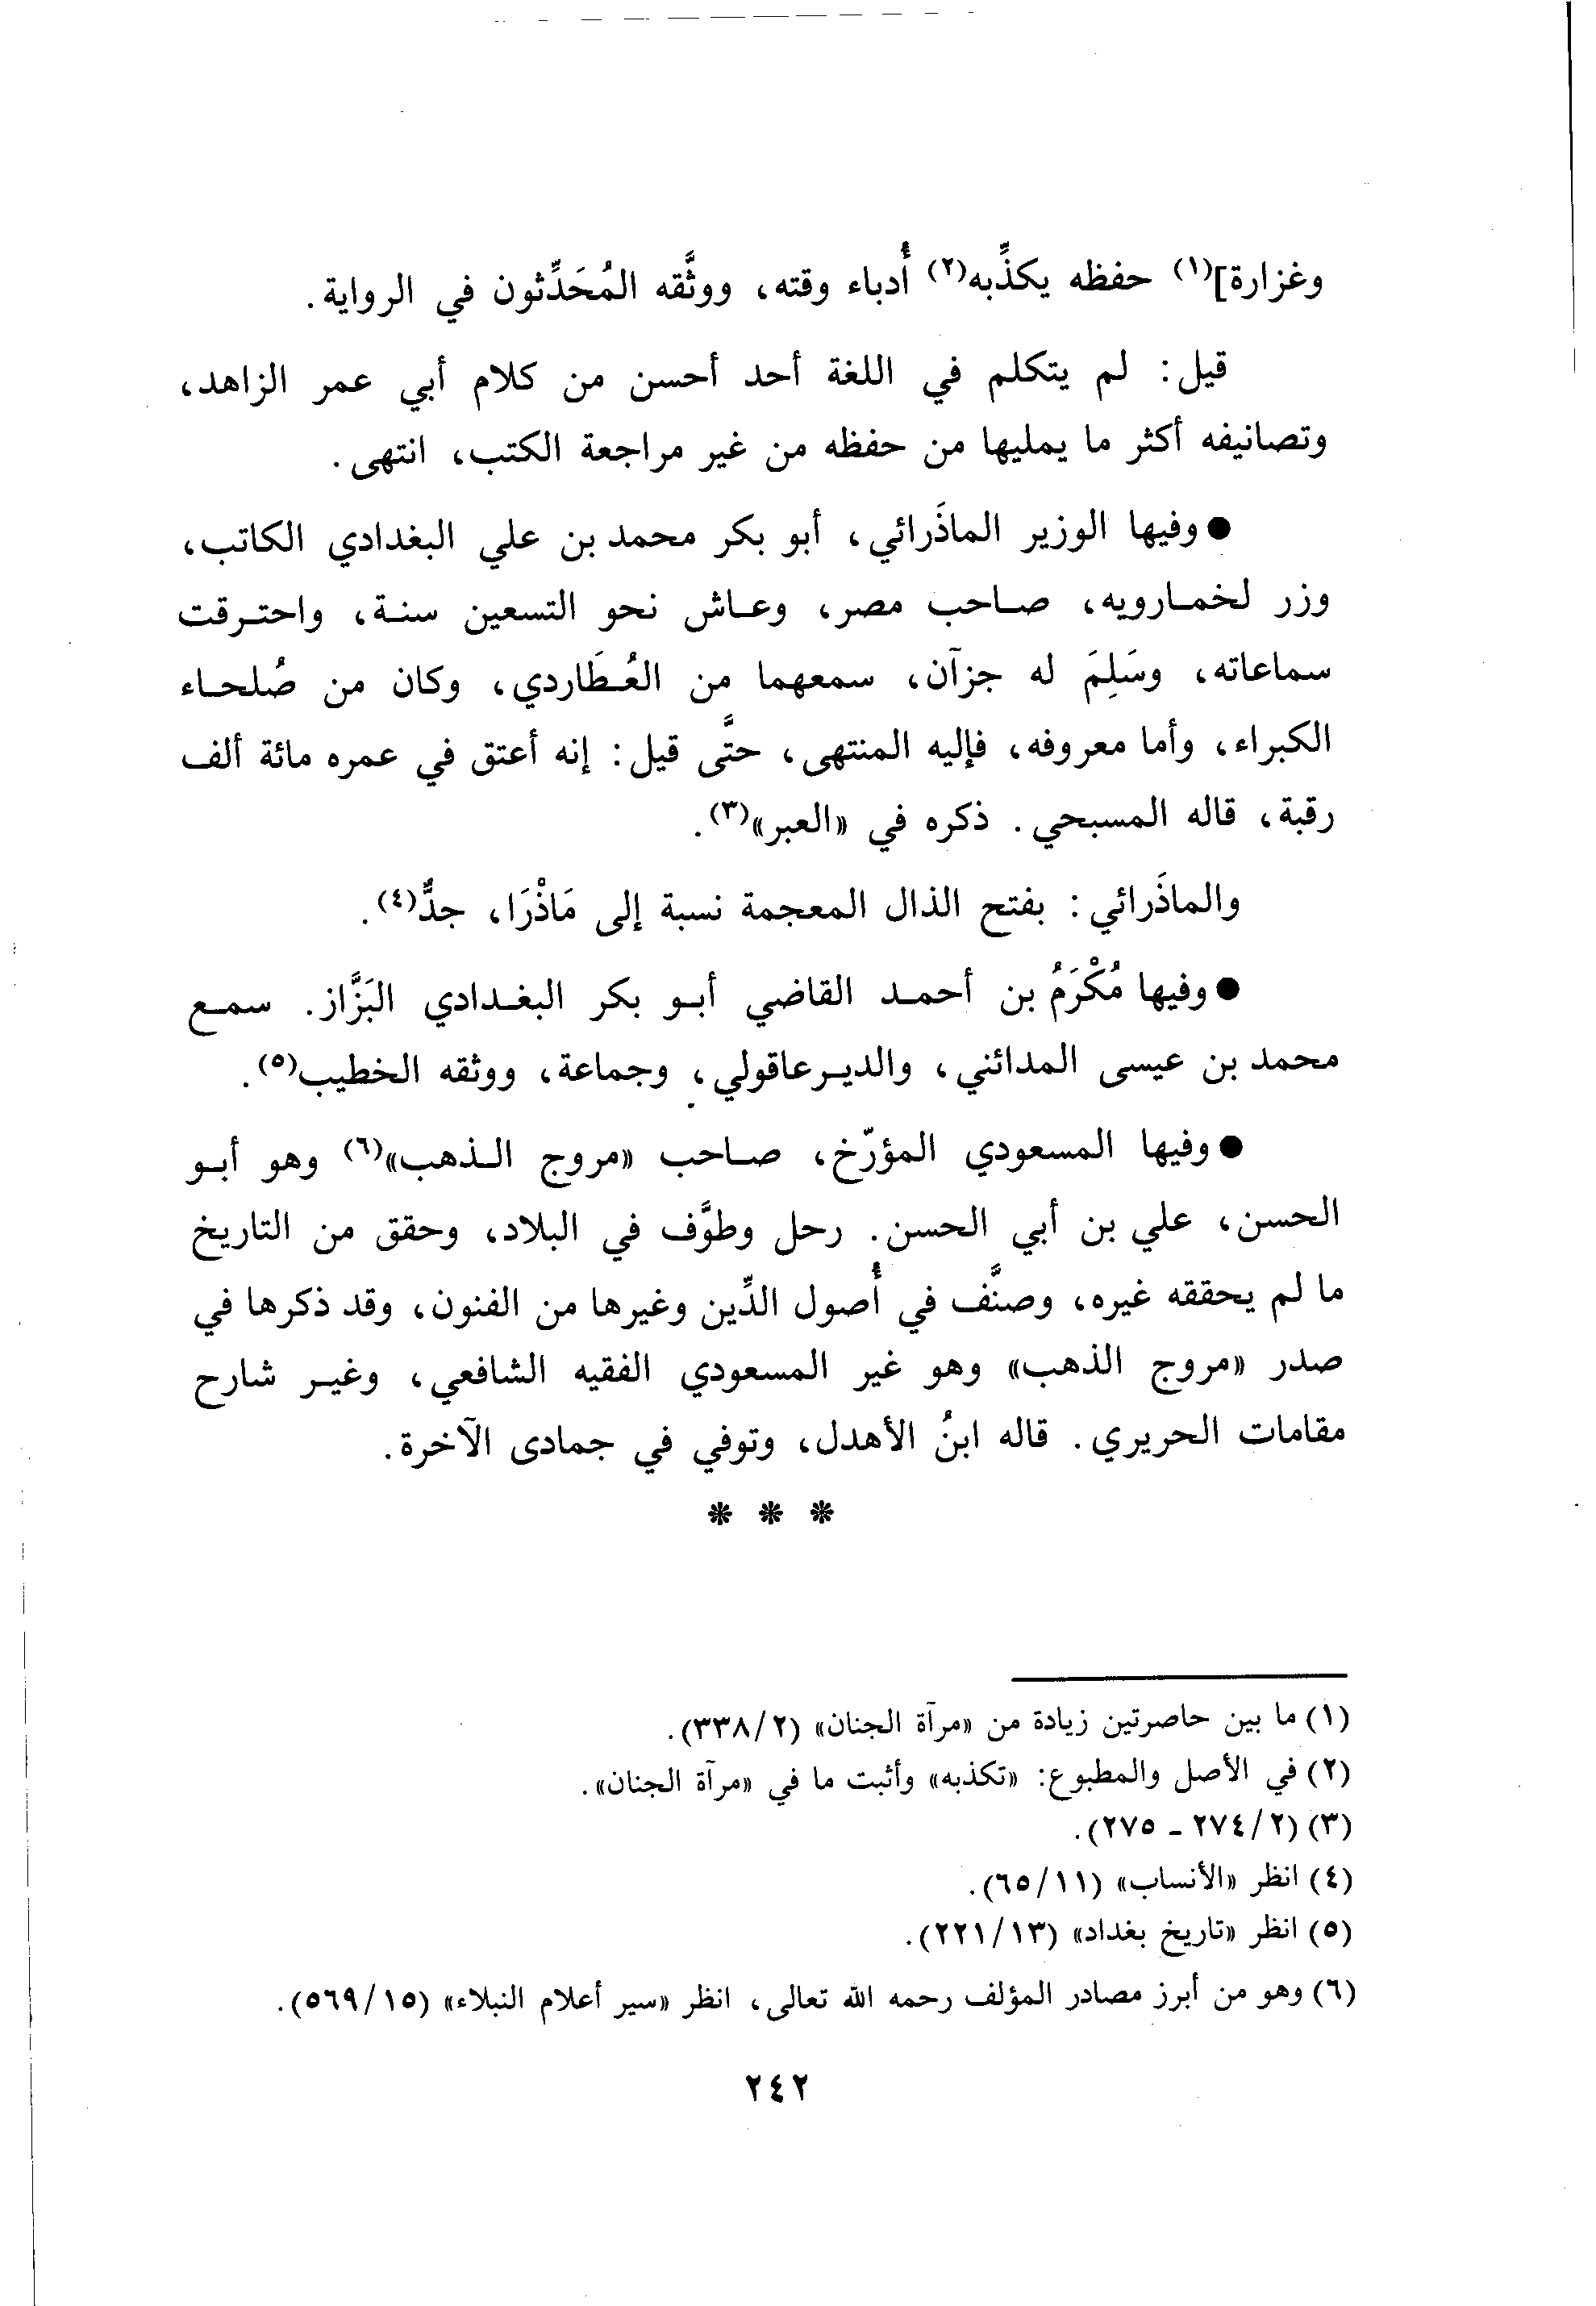 وغزارة](١) حفظه يكذِّبه(٢) أُدباء وقته، ووثَّقه المُحَدِّثون في الرواية.
قيل: لم يتكلم في اللغة أحد أحسن من كلام أبي عمر الزاهد،
وتصانيفه أكثر ما يمليها من حفظه من غير مراجعة الكتب، انتهى.
● وفيها الوزير الماذَرائي، أبو بكر محمد بن علي البغدادي الكاتب،
وزر لخمارويه، صاحب مصر، وعاش نحو التسعين سنة، واحترقت
سماعاته، وسَلِمَ له جزآن، سمعهما من العُطَاردي، وكان من صُلحاء
الكبراء، وأما معروفه، فإليه المنتهى، حتَّى قيل: إنه أعتق في عمره مائة ألف
رقبة، قاله المسبحي. ذكره في «العبر»(٣).
والماذَرائي: بفتح الذال المعجمة نسبة إلى مَاذْرَا، جدٌّ(٤).
● وفيها مُكْرَمُ بن أحمد القاضي أبو بكر البغدادي البَزَّاز. سمع
محمد بن عيسى المدائني، والديرعاقولي، وجماعة، ووثقه الخطيب(٥).
● وفيها المسعودي المؤرّخ، صاحب «مروج الذهب»(٦) وهو أبو
الحسن، علي بن أبي الحسن. رحل وطوَّف في البلاد، وحقق من التاريخ
ما لم يحققه غيره، وصنَّف في أُصول الدِّين وغيرها من الفنون، وقد ذكرها في
صدر «مروج الذهب» وهو غير المسعودي الفقيه الشافعي، وغير شارح
مقامات الحريري. قاله ابنُ الأهدل، وتوفي في جمادى الآخرة.
* * *
(١) ما بين حاصرتين زيادة من «مرآة الجنان» (٢/ ٣٣٨).
(٢) في الأصل والمطبوع: «تكذبه» وأثبت ما في «مرآة الجنان».
(٣) (٢/ ٢٧٤ - ٢٧٥).
(٤) انظر «الأنساب» (١١/ ٦٥).
(٥) انظر «تاريخ بغداد» (١٣/ ٢٢١).
(٦) وهو من أبرز مصادر المؤلف رحمه الله تعالى، انظر «سير أعلام النبلاء» (١٥/ ٥٦٩).
٢٤٢